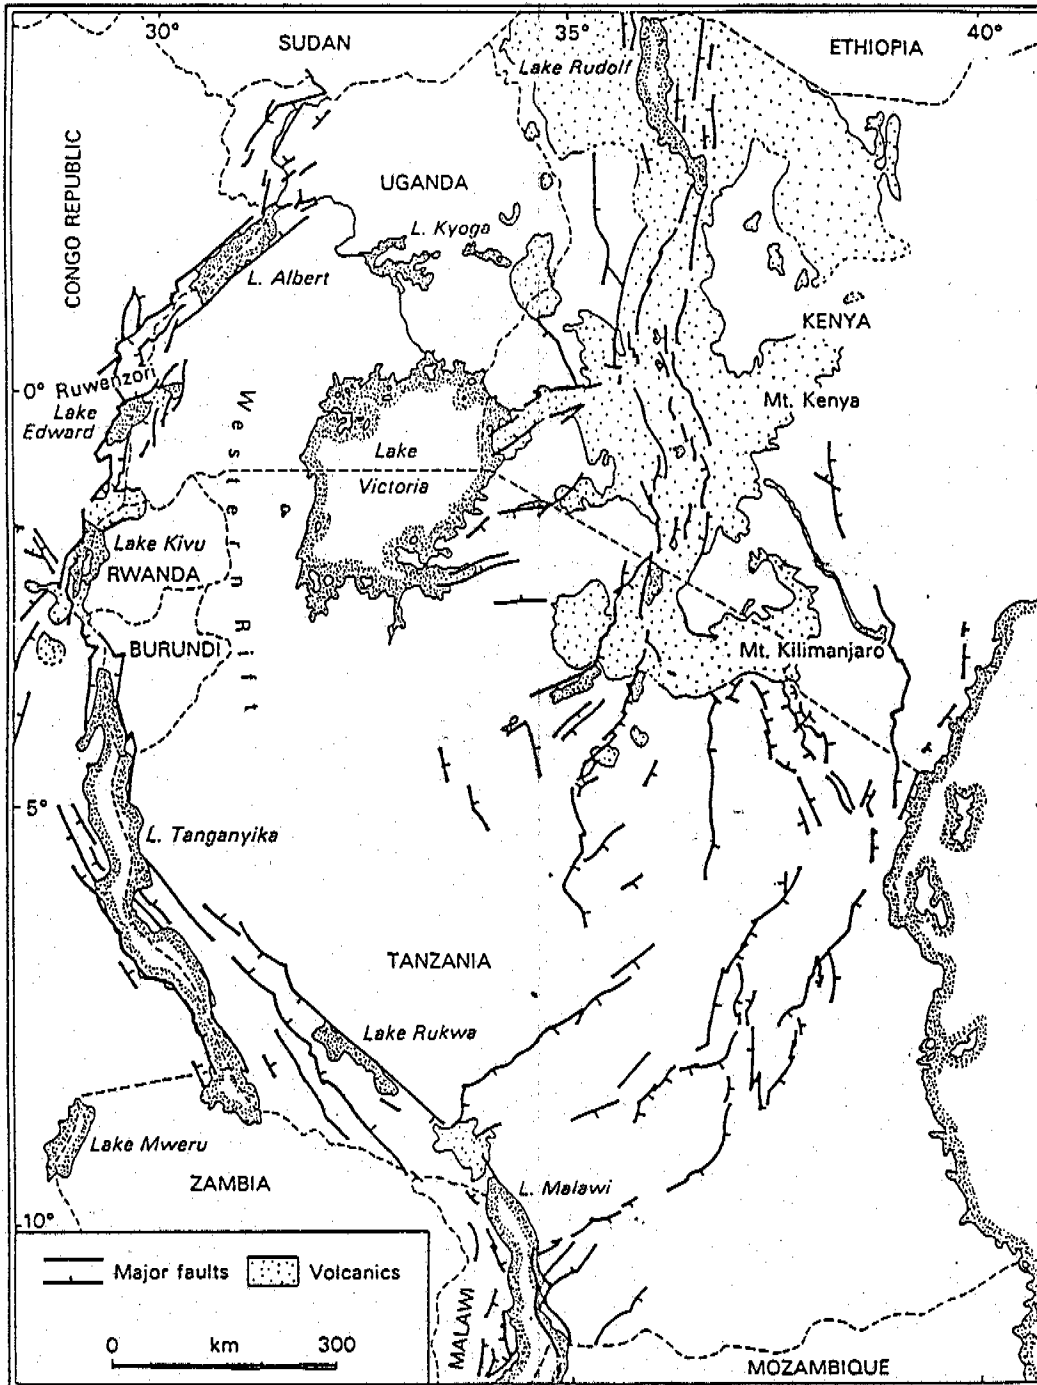 30°
35°
40°
SUDAN
ETHIOPIA
Lake Rudolf
CONGO REPUBLIC
UGANDA
L. Kyoga
L. Albert
KENYA
Ruwenzori
0°
Lake
Edward
Western Rift
Mt. Kenya
Lake
Victoria
Lake Kivu
RWANDA
BURUNDI
Mt. Kilimanjaro
5°
L. Tanganyika
TANZANIA
Lake Rukwa
Lake Mweru
ZAMBIA
L. Malawi
10°
Major faults
Volcanics
0 km 300
MALAWI
MOZAMBIQUE